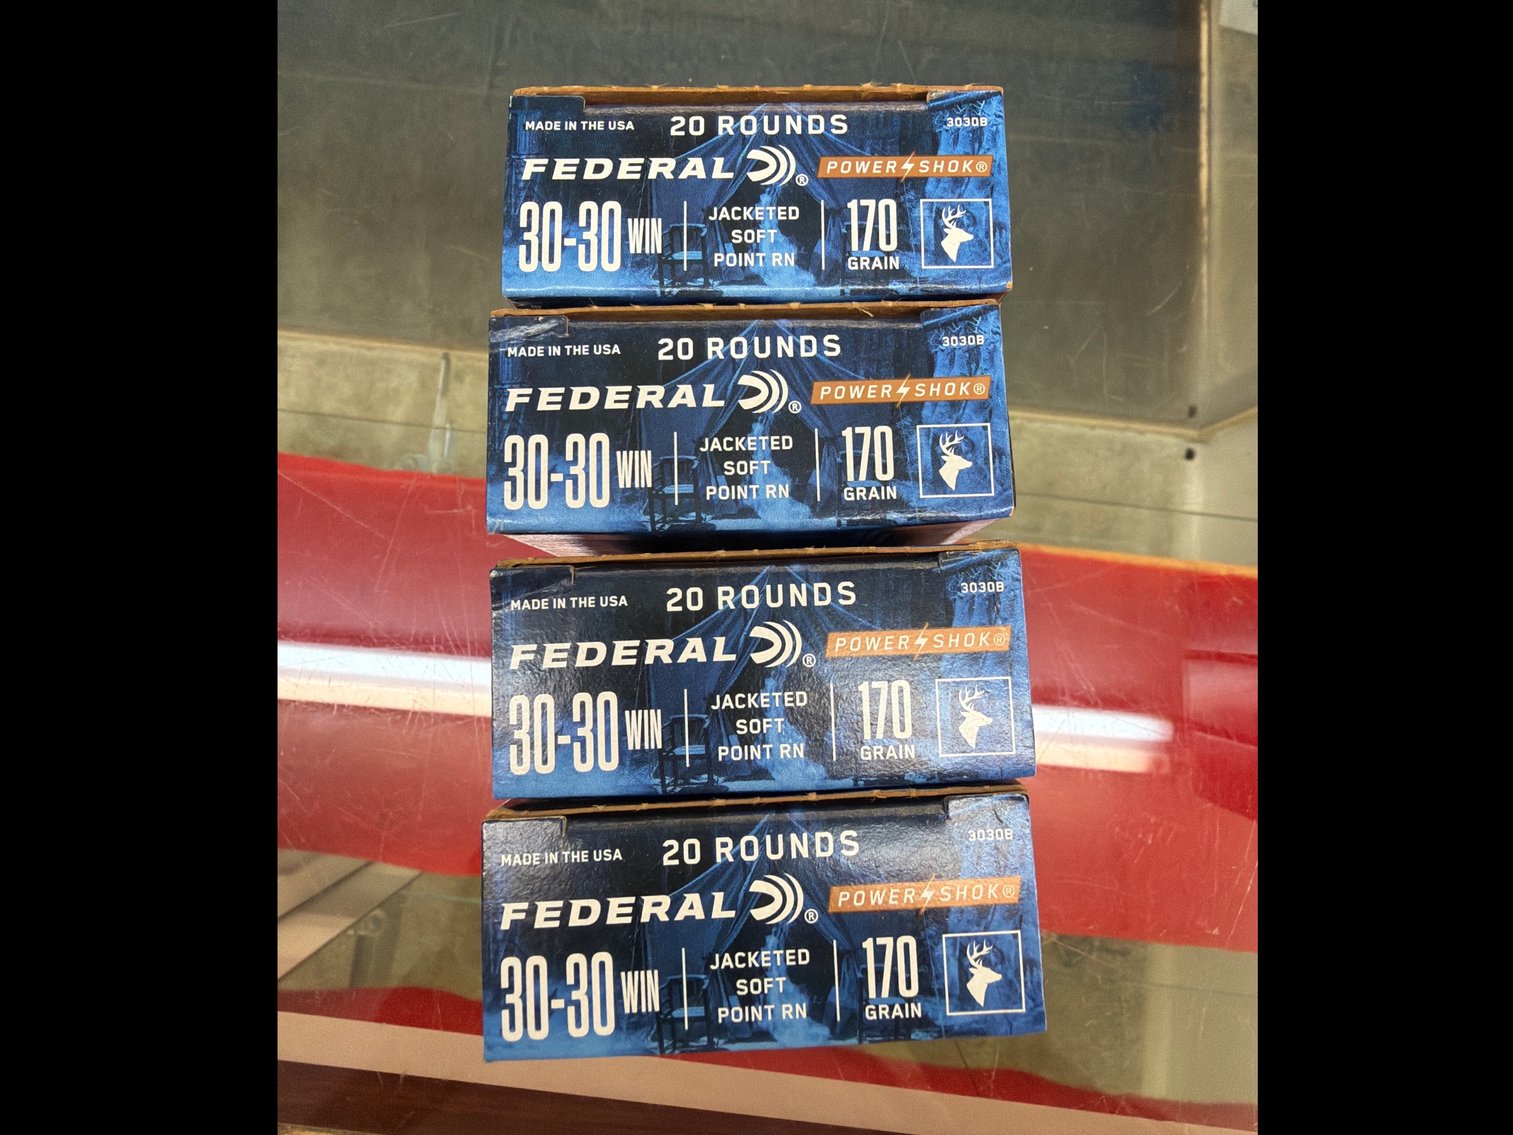 MADE IN THE USA 20 ROUNDS 3030B
FEDERAL ® POWER SHOK®
30-30 WIN JACKETED SOFT POINT RN 170 GRAIN
MADE IN THE USA 20 ROUNDS 3030B
FEDERAL ® POWER SHOK®
30-30 WIN JACKETED SOFT POINT RN 170 GRAIN
MADE IN THE USA 20 ROUNDS 3030B
FEDERAL ® POWER SHOK®
30-30 WIN JACKETED SOFT POINT RN 170 GRAIN
MADE IN THE USA 20 ROUNDS 3030B
FEDERAL ® POWER SHOK®
30-30 WIN JACKETED SOFT POINT RN 170 GRAIN